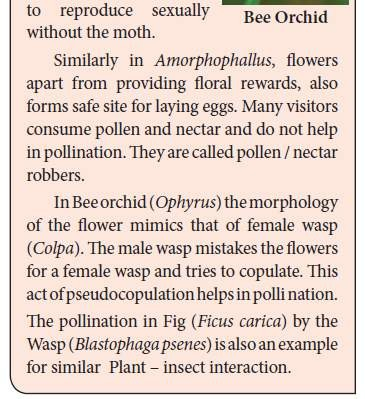 to reproduce sexually
without the moth.
Bee Orchid
Similarly in Amorphophallus, flowers
apart from providing floral rewards, also
forms safe site for laying eggs. Many visitors
consume pollen and nectar and do not help
in pollination. They are called pollen / nectar
robbers.
In Bee orchid (Ophyrus) the morphology
of the flower mimics that of female wasp
(Colpa). The male wasp mistakes the flowers
for a female wasp and tries to copulate. This
act of pseudocopulation helps in polli nation.
The pollination in Fig (Ficus carica) by the
Wasp (Blastophaga psenes) is also an example
for similar Plant – insect interaction.